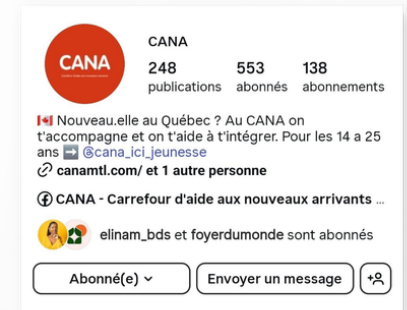 CANA
CANA
248 553 138
publications abonnés abonnements
🇨🇦 Nouveau.elle au Québec ? Au CANA on
t'accompagne et on t'aide à t'intégrer. Pour les 14 a 25
ans ➡️ @cana_ici_jeunesse
canamtl.com/ et 1 autre personne
CANA - Carrefour d'aide aux nouveaux arrivants ...
elinam_bds et foyerdumonde sont abonnés
Abonné(e) Envoyer un message